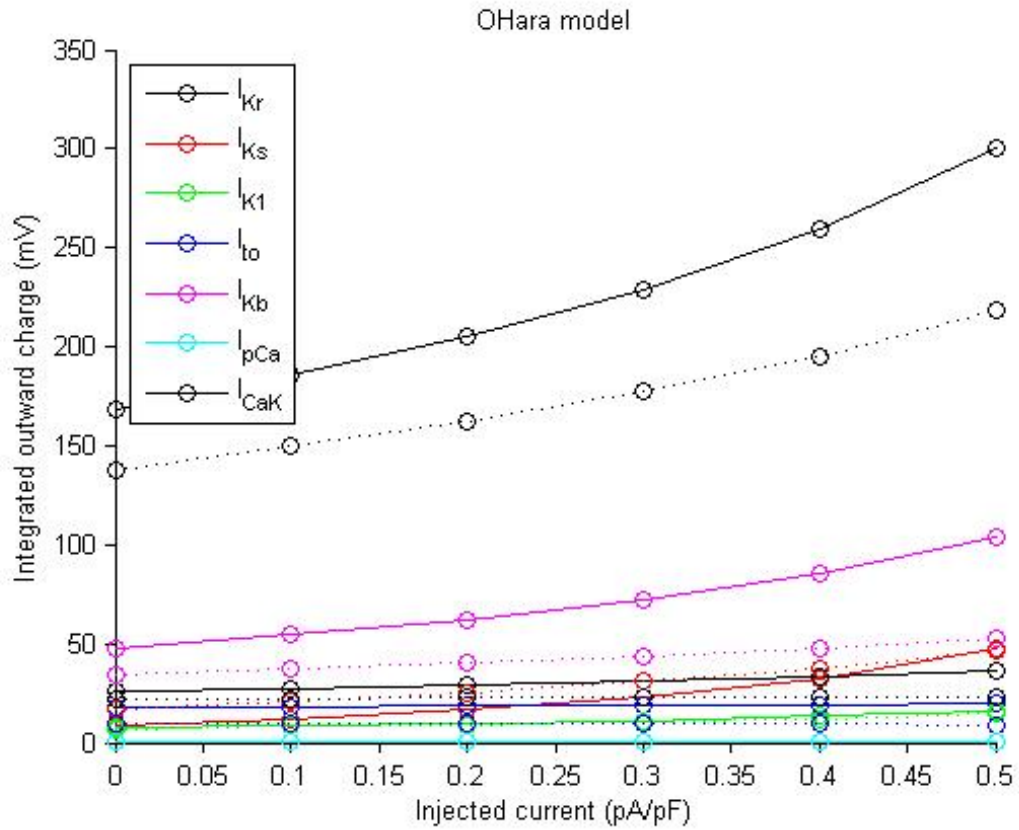 OHara model
Integrated outward charge (mV)
350
300
250
200
150
100
50
0
I_Kr
I_Ks
I_K1
I_to
I_Kb
I_pCa
I_CaK
0 0.05 0.1 0.15 0.2 0.25 0.3 0.35 0.4 0.45 0.5
Injected current (pA/pF)